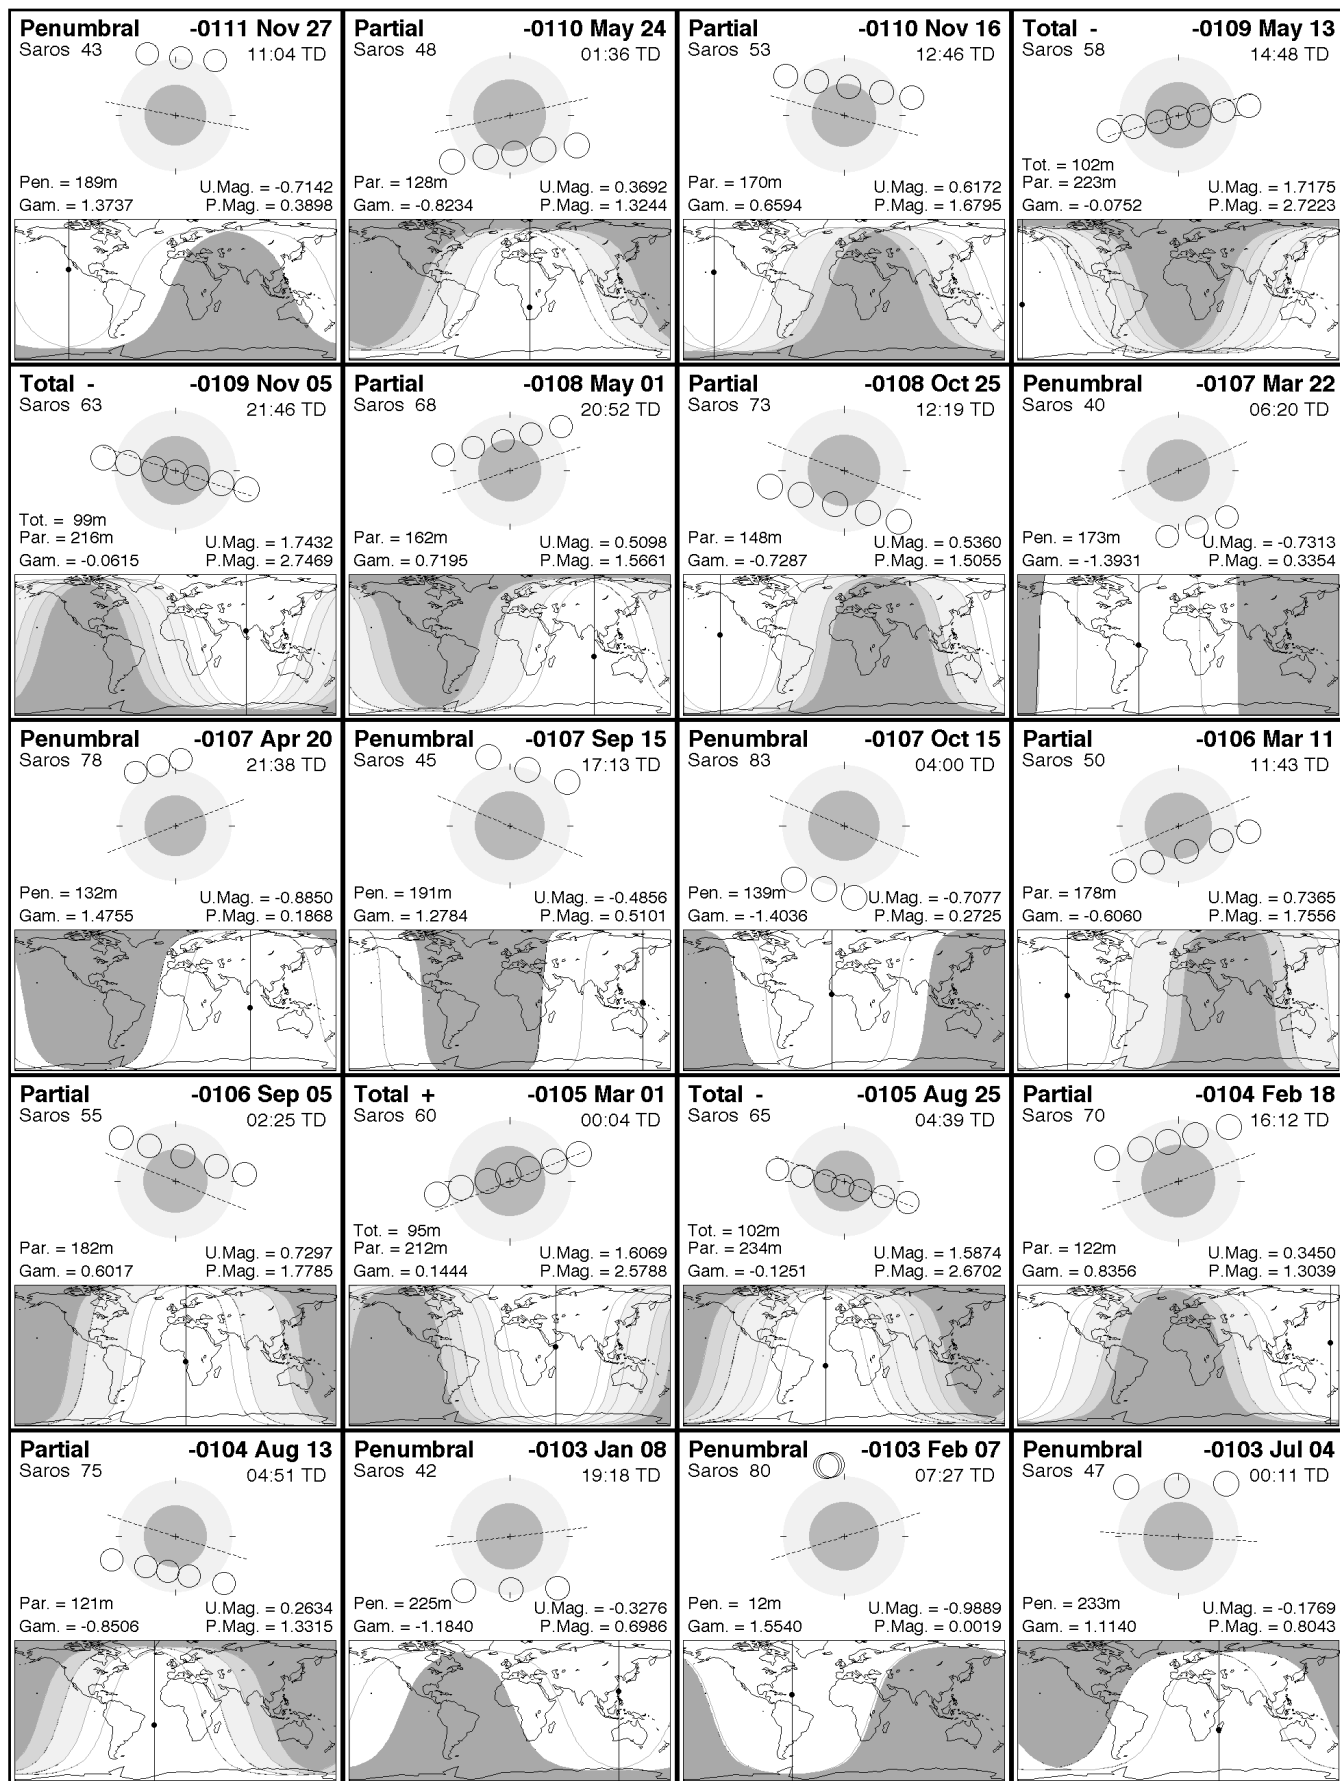 Penumbral -0111 Nov 27
Saros 43 11:04 TD
Pen. = 189m U.Mag. = -0.7142
Gam. = 1.3737 P.Mag. = 0.3898
Partial -0110 May 24
Saros 48 01:36 TD
Par. = 128m U.Mag. = 0.3692
Gam. = -0.8234 P.Mag. = 1.3244
Partial -0110 Nov 16
Saros 53 12:46 TD
Par. = 170m U.Mag. = 0.6172
Gam. = 0.6594 P.Mag. = 1.6795
Total - -0109 May 13
Saros 58 14:48 TD
Tot. = 102m
Par. = 223m U.Mag. = 1.7175
Gam. = -0.0752 P.Mag. = 2.7223
Total - -0109 Nov 05
Saros 63 21:46 TD
Tot. = 99m
Par. = 216m U.Mag. = 1.7432
Gam. = -0.0615 P.Mag. = 2.7469
Partial -0108 May 01
Saros 68 20:52 TD
Par. = 162m U.Mag. = 0.5098
Gam. = 0.7195 P.Mag. = 1.5661
Partial -0108 Oct 25
Saros 73 12:19 TD
Par. = 148m U.Mag. = 0.5360
Gam. = -0.7287 P.Mag. = 1.5055
Penumbral -0107 Mar 22
Saros 40 06:20 TD
Pen. = 173m U.Mag. = -0.7313
Gam. = -1.3931 P.Mag. = 0.3354
Penumbral -0107 Apr 20
Saros 78 21:38 TD
Pen. = 132m U.Mag. = -0.8850
Gam. = 1.4755 P.Mag. = 0.1868
Penumbral -0107 Sep 15
Saros 45 17:13 TD
Pen. = 191m U.Mag. = -0.4856
Gam. = 1.2784 P.Mag. = 0.5101
Penumbral -0107 Oct 15
Saros 83 04:00 TD
Pen. = 139m U.Mag. = -0.7077
Gam. = -1.4036 P.Mag. = 0.2725
Partial -0106 Mar 11
Saros 50 11:43 TD
Par. = 178m U.Mag. = 0.7365
Gam. = -0.6060 P.Mag. = 1.7556
Partial -0106 Sep 05
Saros 55 02:25 TD
Par. = 182m U.Mag. = 0.7297
Gam. = 0.6017 P.Mag. = 1.7785
Total + -0105 Mar 01
Saros 60 00:04 TD
Tot. = 95m
Par. = 212m U.Mag. = 1.6069
Gam. = 0.1444 P.Mag. = 2.5788
Total - -0105 Aug 25
Saros 65 04:39 TD
Tot. = 102m
Par. = 234m U.Mag. = 1.5874
Gam. = -0.1251 P.Mag. = 2.6702
Partial -0104 Feb 18
Saros 70 16:12 TD
Par. = 122m U.Mag. = 0.3450
Gam. = 0.8356 P.Mag. = 1.3039
Partial -0104 Aug 13
Saros 75 04:51 TD
Par. = 121m U.Mag. = 0.2634
Gam. = -0.8506 P.Mag. = 1.3315
Penumbral -0103 Jan 08
Saros 42 19:18 TD
Pen. = 225m U.Mag. = -0.3276
Gam. = -1.1840 P.Mag. = 0.6986
Penumbral -0103 Feb 07
Saros 80 07:27 TD
Pen. = 12m U.Mag. = -0.9889
Gam. = 1.5540 P.Mag. = 0.0019
Penumbral -0103 Jul 04
Saros 47 00:11 TD
Pen. = 233m U.Mag. = -0.1769
Gam. = 1.1140 P.Mag. = 0.8043